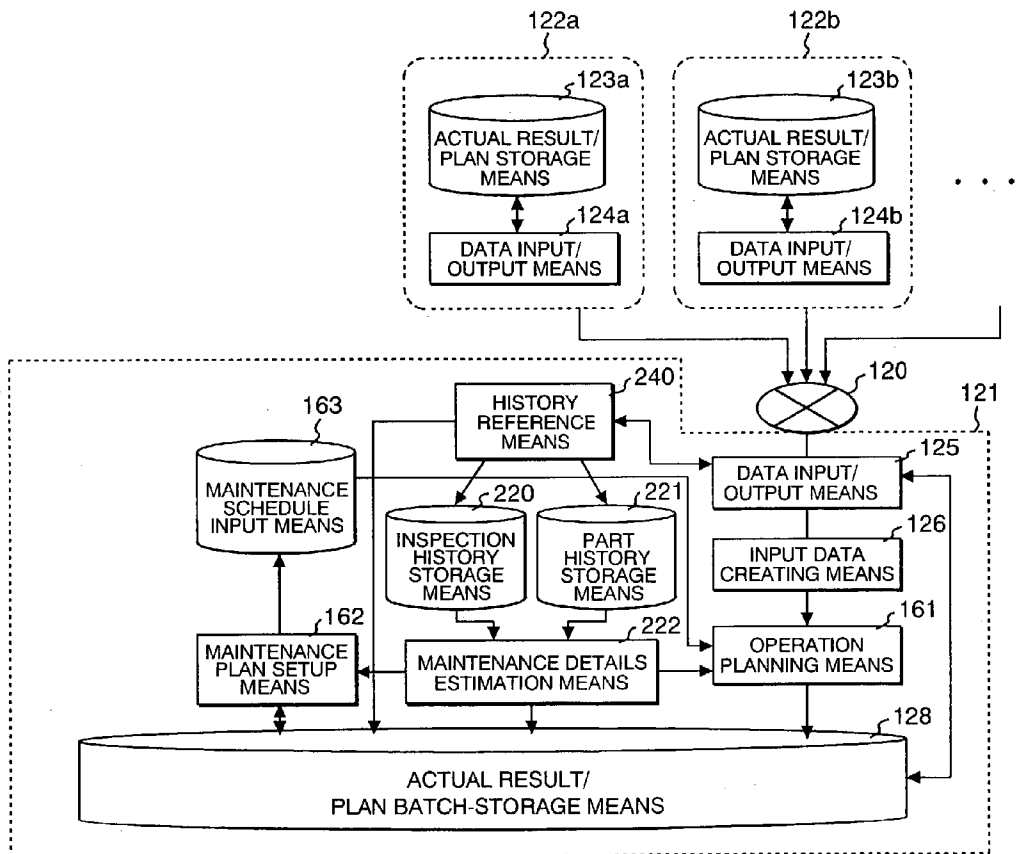 122a
122b
123a
ACTUAL RESULT/
PLAN STORAGE
MEANS
123b
ACTUAL RESULT/
PLAN STORAGE
MEANS
. . .
124a
DATA INPUT/
OUTPUT MEANS
124b
DATA INPUT/
OUTPUT MEANS
120
121
240
HISTORY
REFERENCE
MEANS
163
MAINTENANCE
SCHEDULE
INPUT MEANS
125
DATA INPUT/
OUTPUT MEANS
220
INSPECTION
HISTORY
STORAGE
MEANS
221
PART
HISTORY
STORAGE
MEANS
126
INPUT DATA
CREATING MEANS
162
MAINTENANCE
PLAN SETUP
MEANS
222
MAINTENANCE DETAILS
ESTIMATION MEANS
161
OPERATION
PLANNING MEANS
128
ACTUAL RESULT/
PLAN BATCH-STORAGE MEANS